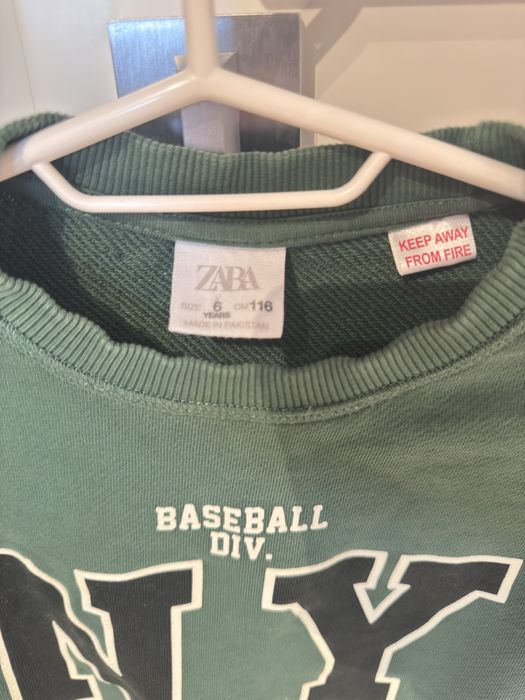 ZARA
SIZE 6 CM 116
YEARS
MADE IN PAKISTAN
KEEP AWAY
FROM FIRE
BASEBALL
DIV.
NY